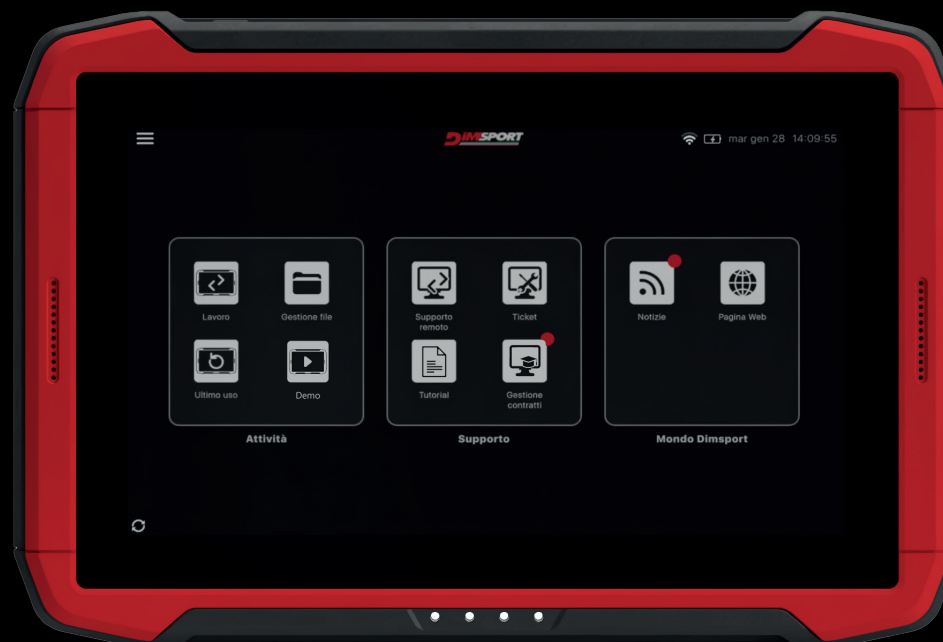 DIMSPORT
mar gen 28 14:09:55
Lavoro
Gestione file
Ultimo uso
Demo
Attività
Supporto
remoto
Ticket
Tutorial
Gestione
contratti
Supporto
Notizie
Pagina Web
Mondo Dimsport